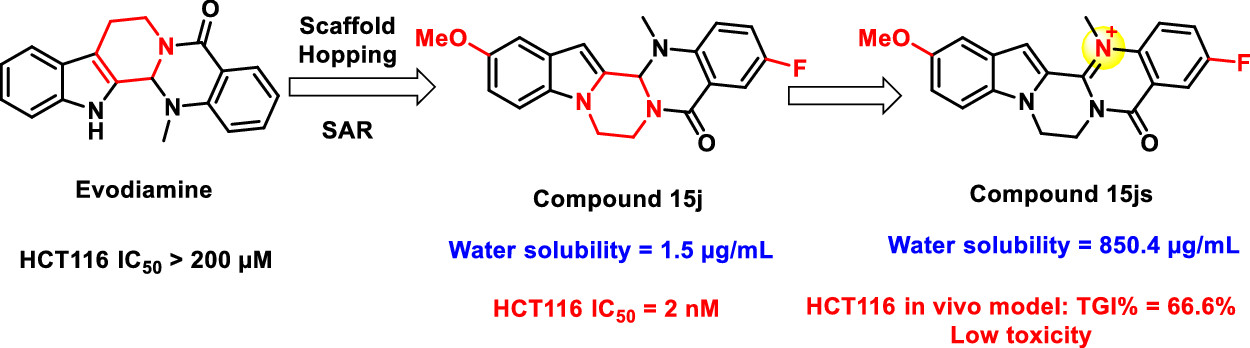 O
N
N
H
N
Evodiamine
HCT116 IC₅₀ > 200 μM
Scaffold
Hopping
SAR
MeO
N
N
N
F
O
Compound 15j
Water solubility = 1.5 μg/mL
HCT116 IC₅₀ = 2 nM
MeO
N+
N
N
F
O
Compound 15js
Water solubility = 850.4 μg/mL
HCT116 in vivo model: TGI% = 66.6%
Low toxicity